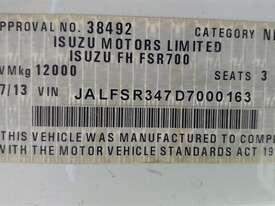 APPROVAL NO. 38492 CATEGORY N
ISUZU MOTORS LIMITED
ISUZU FH FSR700
VMkg 12000 SEATS 3
7/13 VIN JALFSR347D7000163
THIS VEHICLE WAS MANUFACTURED TO COMPL
WITH THE MOTOR VEHICLE STANDARDS ACT 19